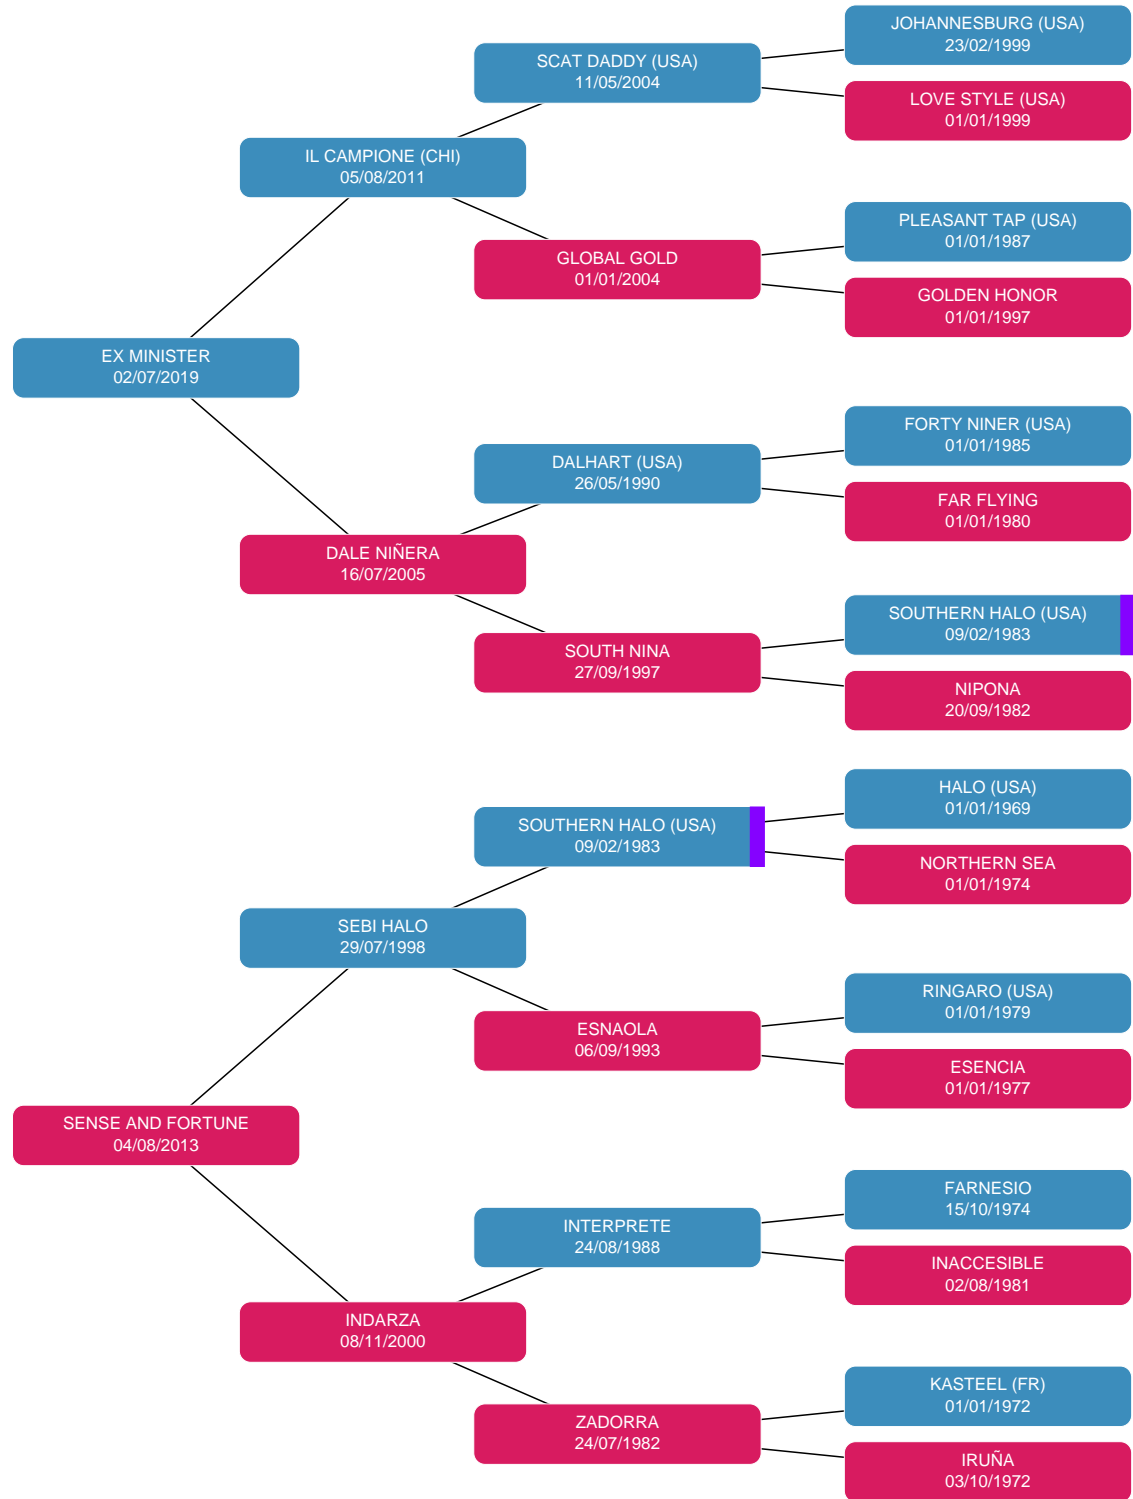 JOHANNESBURG (USA)
23/02/1999
SCAT DADDY (USA)
11/05/2004
LOVE STYLE (USA)
01/01/1999
IL CAMPIONE (CHI)
05/08/2011
PLEASANT TAP (USA)
01/01/1987
GLOBAL GOLD
01/01/2004
GOLDEN HONOR
01/01/1997
EX MINISTER
02/07/2019
FORTY NINER (USA)
01/01/1985
DALHART (USA)
26/05/1990
FAR FLYING
01/01/1980
DALE NIÑERA
16/07/2005
SOUTHERN HALO (USA)
09/02/1983
SOUTH NINA
27/09/1997
NIPONA
20/09/1982
HALO (USA)
01/01/1969
SOUTHERN HALO (USA)
09/02/1983
NORTHERN SEA
01/01/1974
SEBI HALO
29/07/1998
RINGARO (USA)
01/01/1979
ESNAOLA
06/09/1993
ESENCIA
01/01/1977
SENSE AND FORTUNE
04/08/2013
FARNESIO
15/10/1974
INTERPRETE
24/08/1988
INACCESIBLE
02/08/1981
INDARZA
08/11/2000
KASTEEL (FR)
01/01/1972
ZADORRA
24/07/1982
IRUÑA
03/10/1972